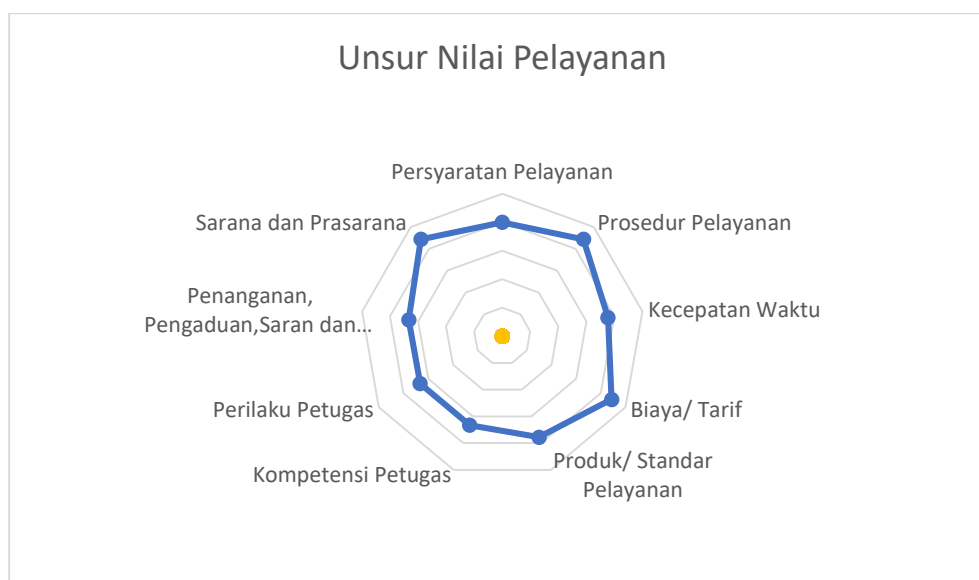 Unsur Nilai Pelayanan
Persyaratan Pelayanan
Sarana dan Prasarana
Prosedur Pelayanan
Penanganan,
Pengaduan,Saran dan...
Kecepatan Waktu
Perilaku Petugas
Biaya/ Tarif
Kompetensi Petugas
Produk/ Standar
Pelayanan